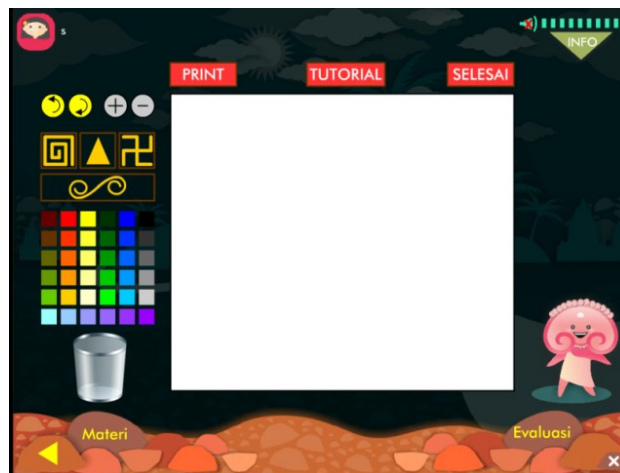 s
INFO
PRINT TUTORIAL SELESAI
Materi
Evaluasi